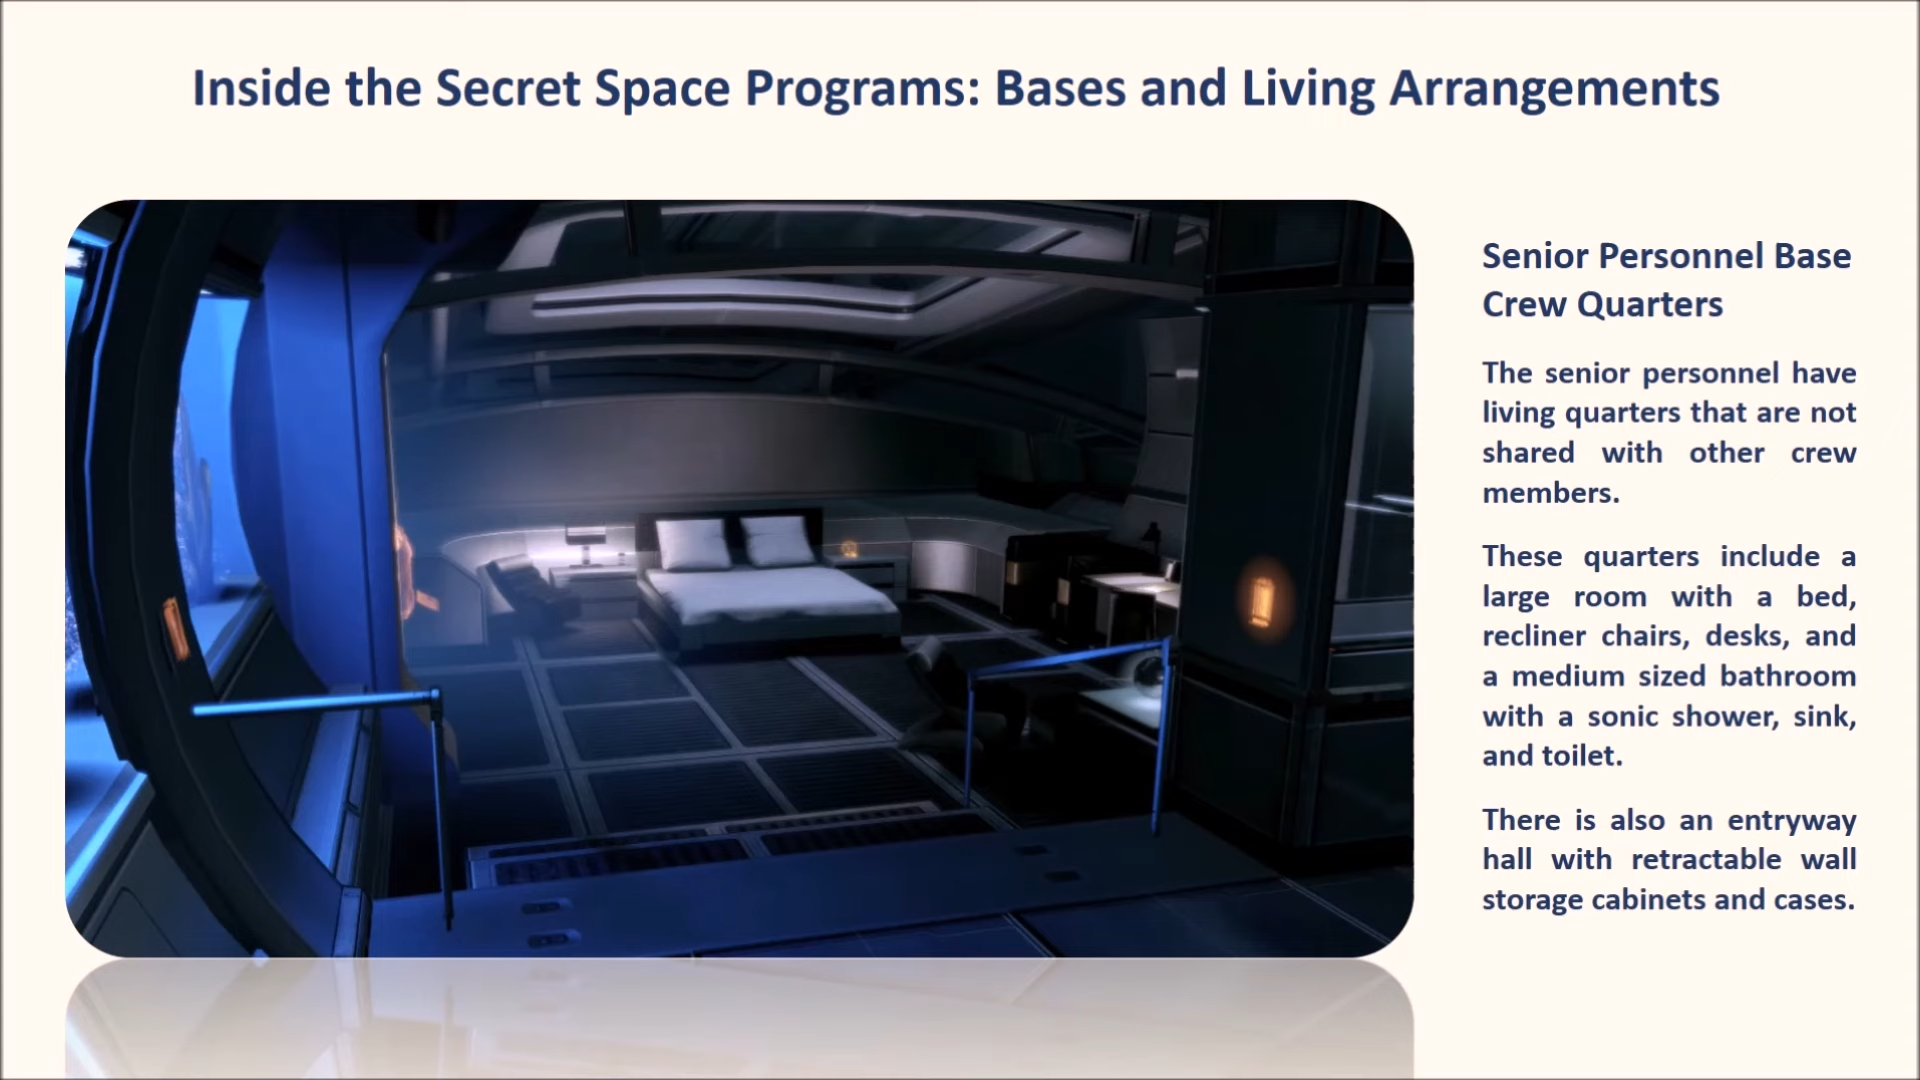 Inside the Secret Space Programs: Bases and Living Arrangements
Senior Personnel Base
Crew Quarters
The senior personnel have
living quarters that are not
shared with other crew
members.
These quarters include a
large room with a bed,
recliner chairs, desks, and
a medium sized bathroom
with a sonic shower, sink,
and toilet.
There is also an entryway
hall with retractable wall
storage cabinets and cases.